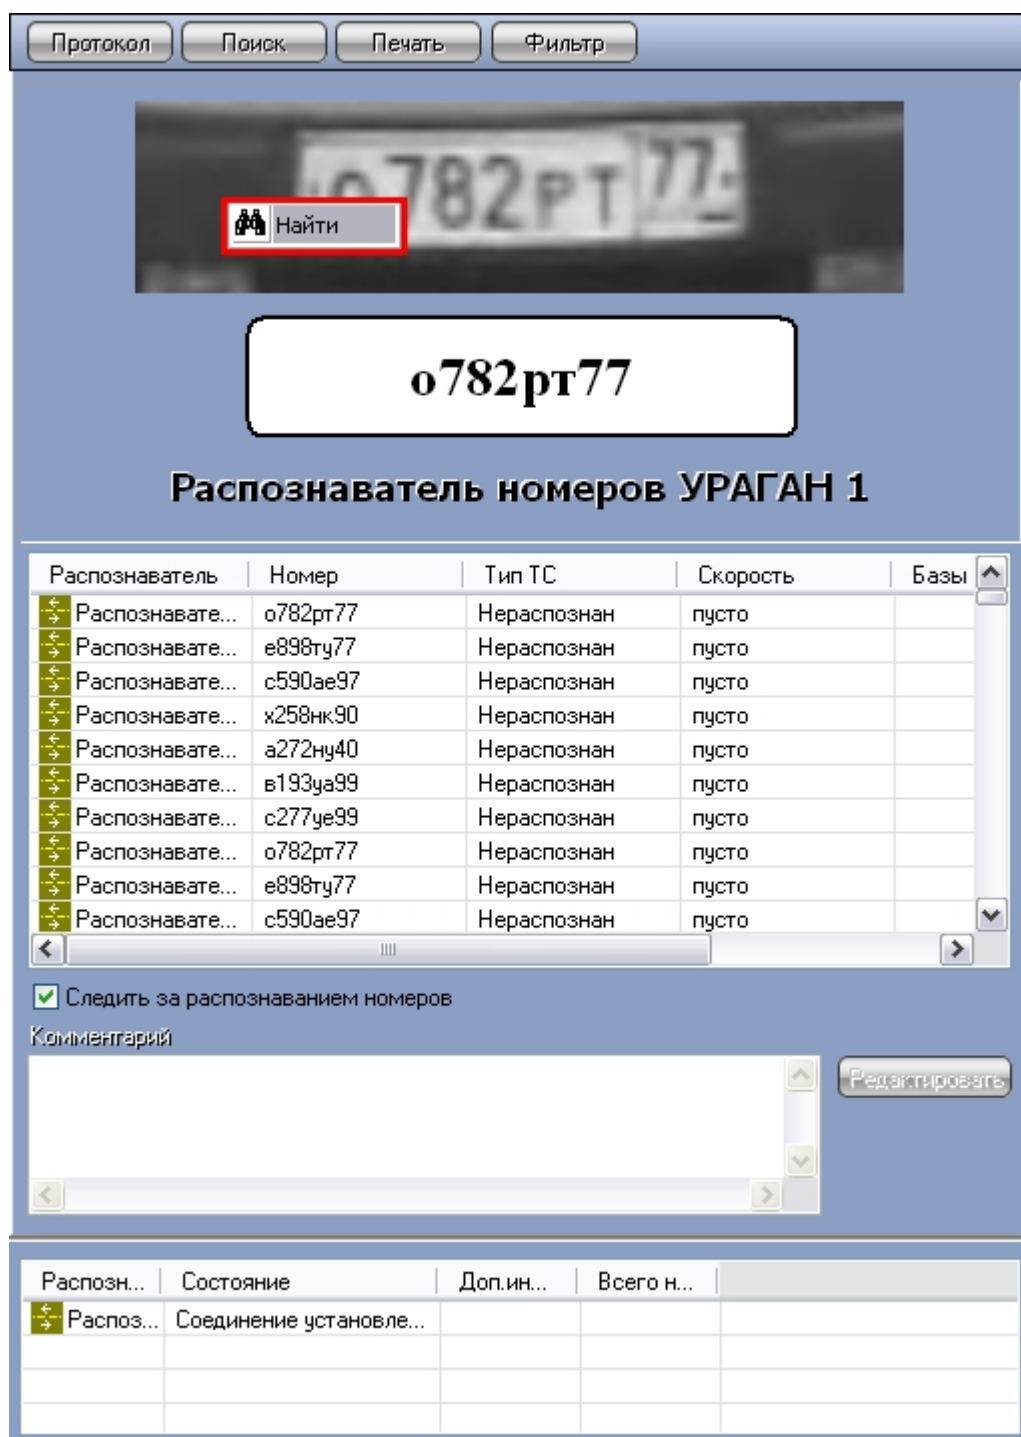 Протокол Поиск Печать Фильтр
782РТ 77
Найти
о782рт77
Распознаватель номеров УРАГАН 1
Распознаватель Номер Тип ТС Скорость Базы
Распознавате... о782рт77 Нераспознан пусто
Распознавате... е898ту77 Нераспознан пусто
Распознавате... с590ае97 Нераспознан пусто
Распознавате... х258нк90 Нераспознан пусто
Распознавате... а272ну40 Нераспознан пусто
Распознавате... в193уа99 Нераспознан пусто
Распознавате... с277уе99 Нераспознан пусто
Распознавате... о782рт77 Нераспознан пусто
Распознавате... е898ту77 Нераспознан пусто
Распознавате... с590ае97 Нераспознан пусто
Следить за распознаванием номеров
Комментарий
Редактировать
Распозн... Состояние Доп.ин... Всего н...
Распоз... Соединение установле...